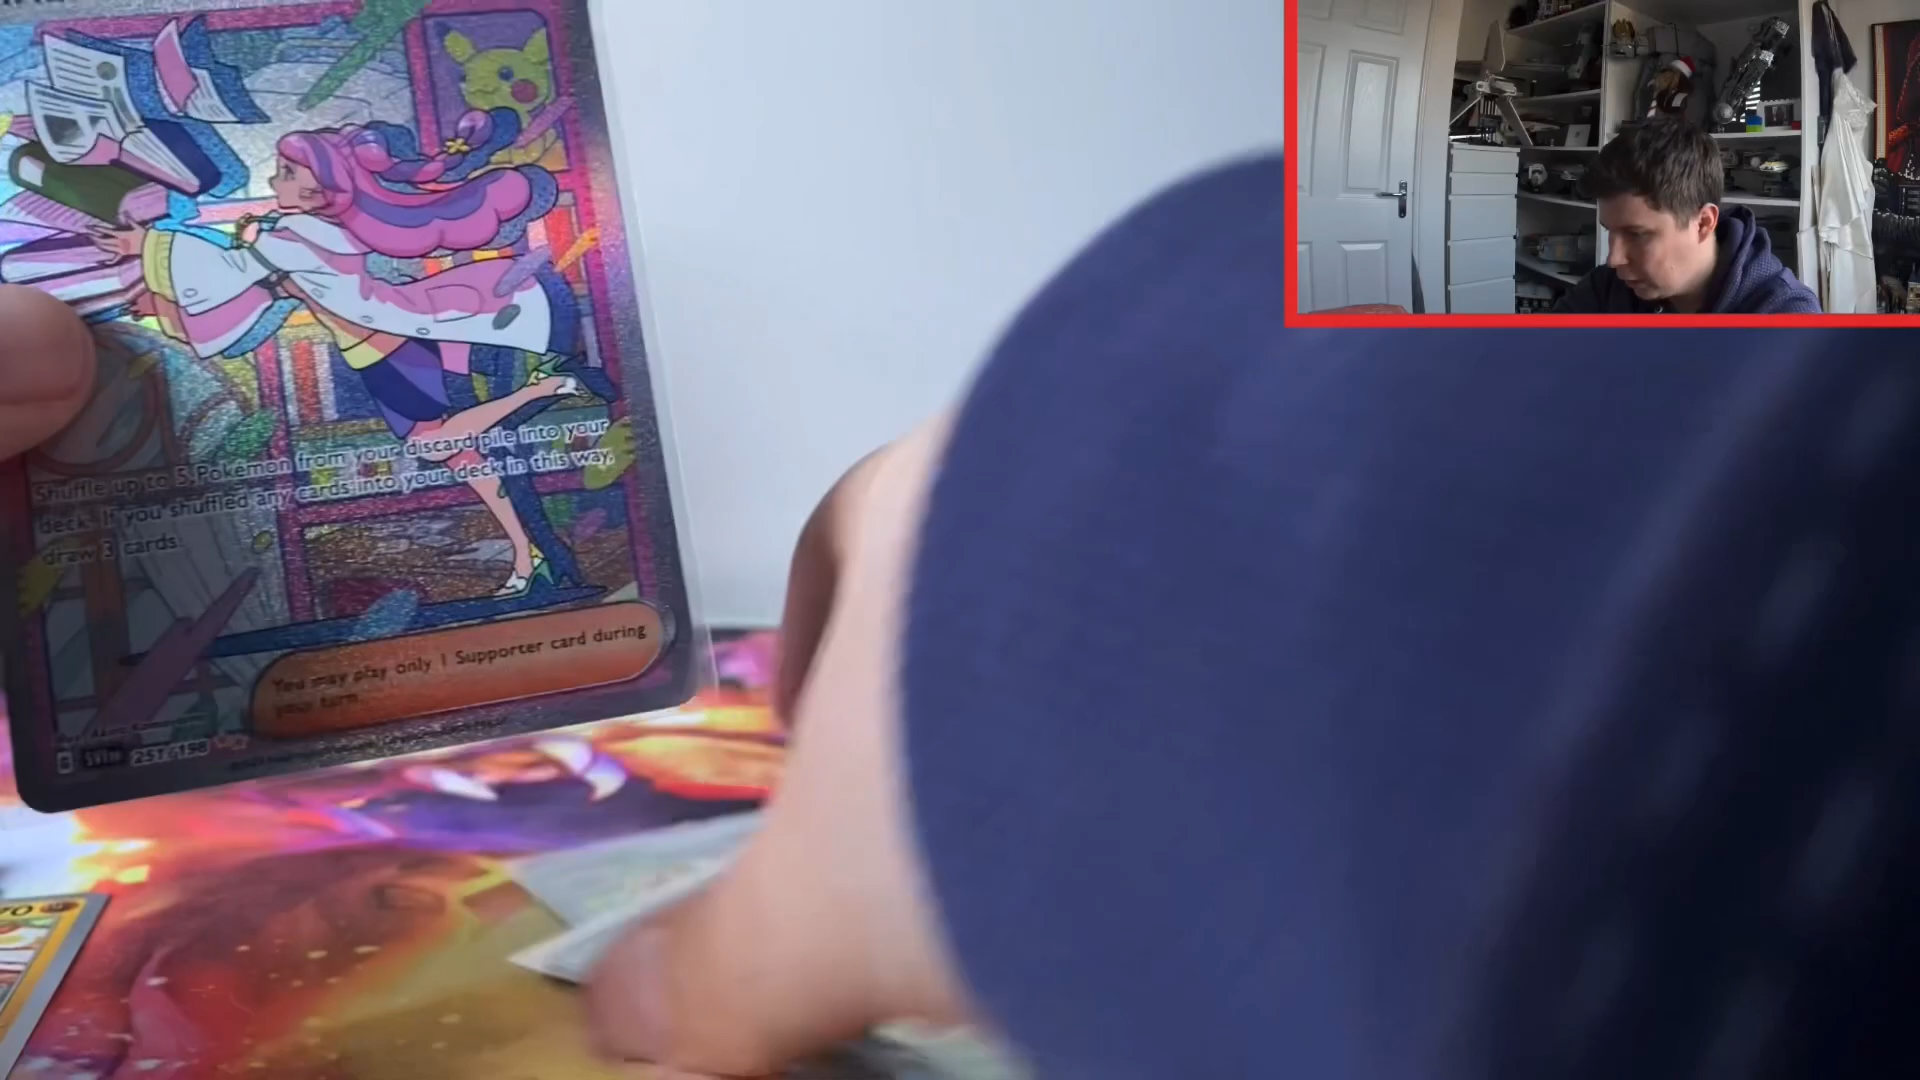 Shuffle up to 5 Pokémon from your discard pile into your
deck. If you shuffled any cards into your deck in this way,
draw 3 cards.
You may play only 1 Supporter card during
your turn.
251/198
70